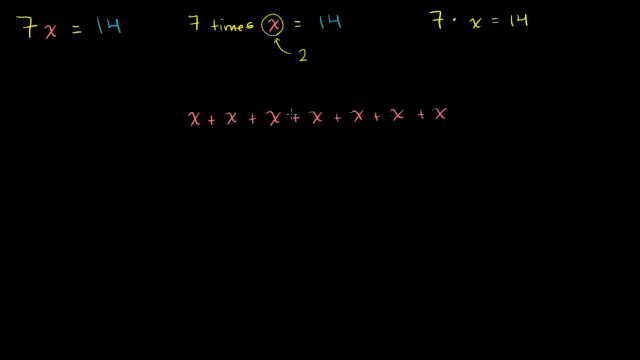 7x = 14
7 times x = 14
2
7 · x = 14
x + x + x + x + x + x + x